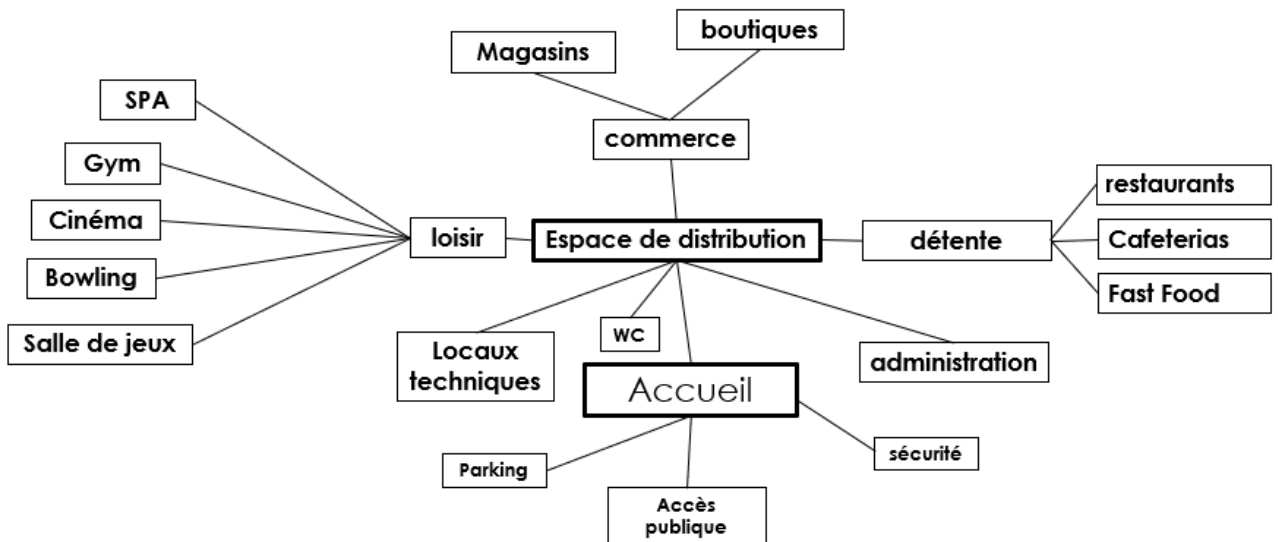 boutiques
Magasins
SPA
commerce
Gym
restaurants
Cinéma
loisir
Espace de distribution
détente
Cafeterias
Bowling
Fast Food
Salle de jeux
Locaux
techniques
WC
administration
Accueil
Parking
sécurité
Accès
publique